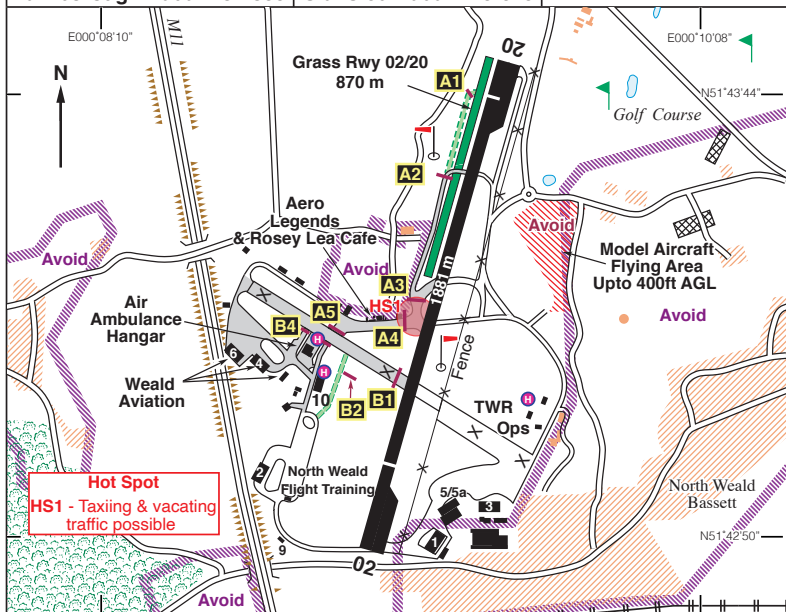 E000°08'10"
M11
20
E000°10'08"
N
Grass Rwy 02/20
870 m
A1
N51°43'44"
Golf Course
A2
Aero
Legends
& Rosey Lea Cafe
Avoid
Avoid
Avoid
Model Aircraft
Flying Area
Upto 400ft AGL
Avoid
A3
HS1
1881 m
Air
Ambulance
Hangar
A5
B4
A4
H
6
4
H
Fence
Weald
Aviation
10
B2
B1
H
TWR
Ops
2
North Weald
Flight Training
5/5a
3
North Weald
Bassett
Hot Spot
HS1 - Taxiing & vacating
traffic possible
1
9
N51°42'50"
02
Avoid